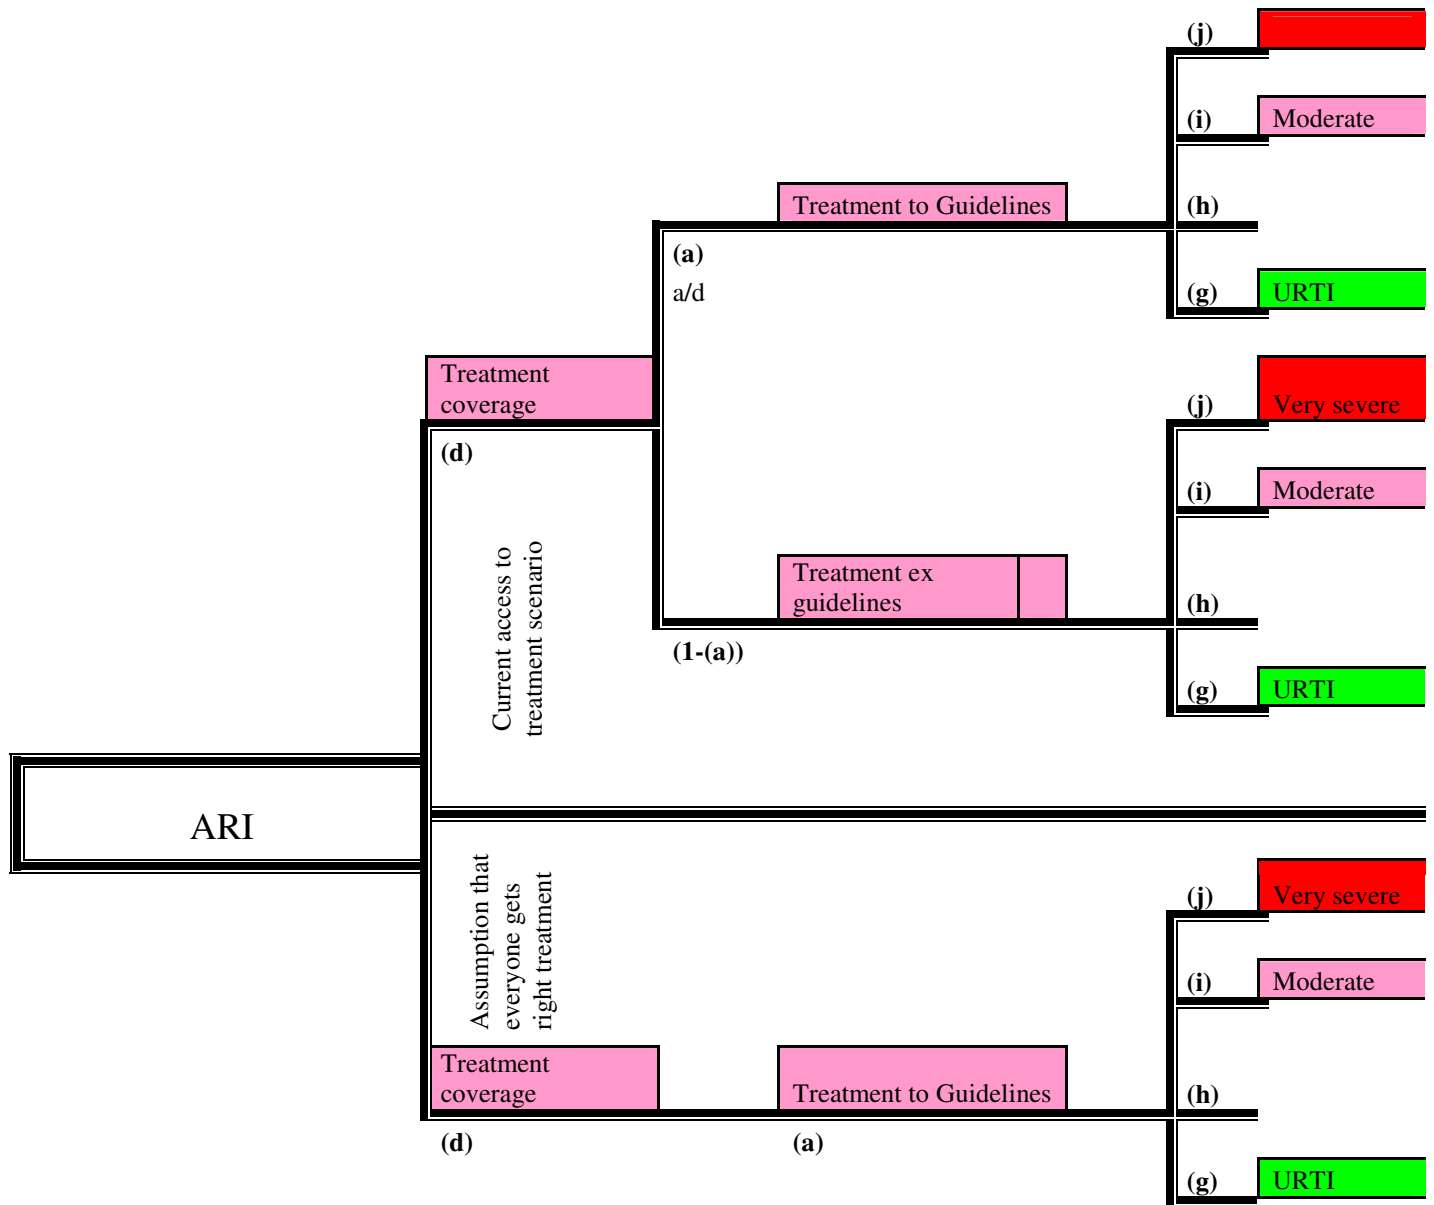 (j)
(i) Moderate
Treatment to Guidelines (h)
(a)
a/d (g) URTI
Treatment
coverage (j) Very severe
(d)
(i) Moderate
Current access to
treatment scenario
Treatment ex
guidelines (h)
(1-(a))
(g) URTI
ARI
Assumption that
everyone gets
right treatment
(j) Very severe
(i) Moderate
Treatment
coverage Treatment to Guidelines (h)
(d) (a)
(g) URTI